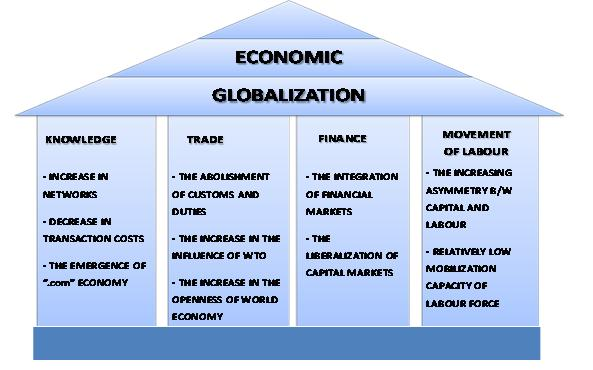 ECONOMIC
GLOBALIZATION
KNOWLEDGE
- INCREASE IN
NETWORKS
- DECREASE IN
TRANSACTION COSTS
- THE EMERGENCE OF
“.com” ECONOMY
TRADE
- THE ABOLISHMENT
OF CUSTOMS AND
DUTIES
- THE INCREASE IN THE
INFLUENCE OF WTO
- THE INCREASE IN THE
OPENNESS OF WORLD
ECONOMY
FINANCE
- THE INTEGRATION
OF FINANCIAL
MARKETS
- THE
LIBERALIZATION OF
CAPITAL MARKETS
MOVEMENT
OF LABOUR
- THE INCREASING
ASYMMETRY B/W
CAPITAL AND
LABOUR
- RELATIVELY LOW
MOBILIZATION
CAPACITY OF
LABOUR FORCE